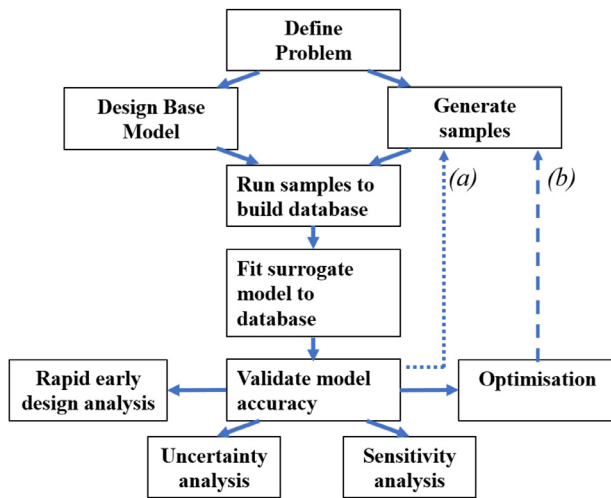 Define
Problem
Design Base
Model
Generate
samples
Run samples to
build database
(a)
(b)
Fit surrogate
model to
database
Rapid early
design analysis
Validate model
accuracy
Optimisation
Uncertainty
analysis
Sensitivity
analysis